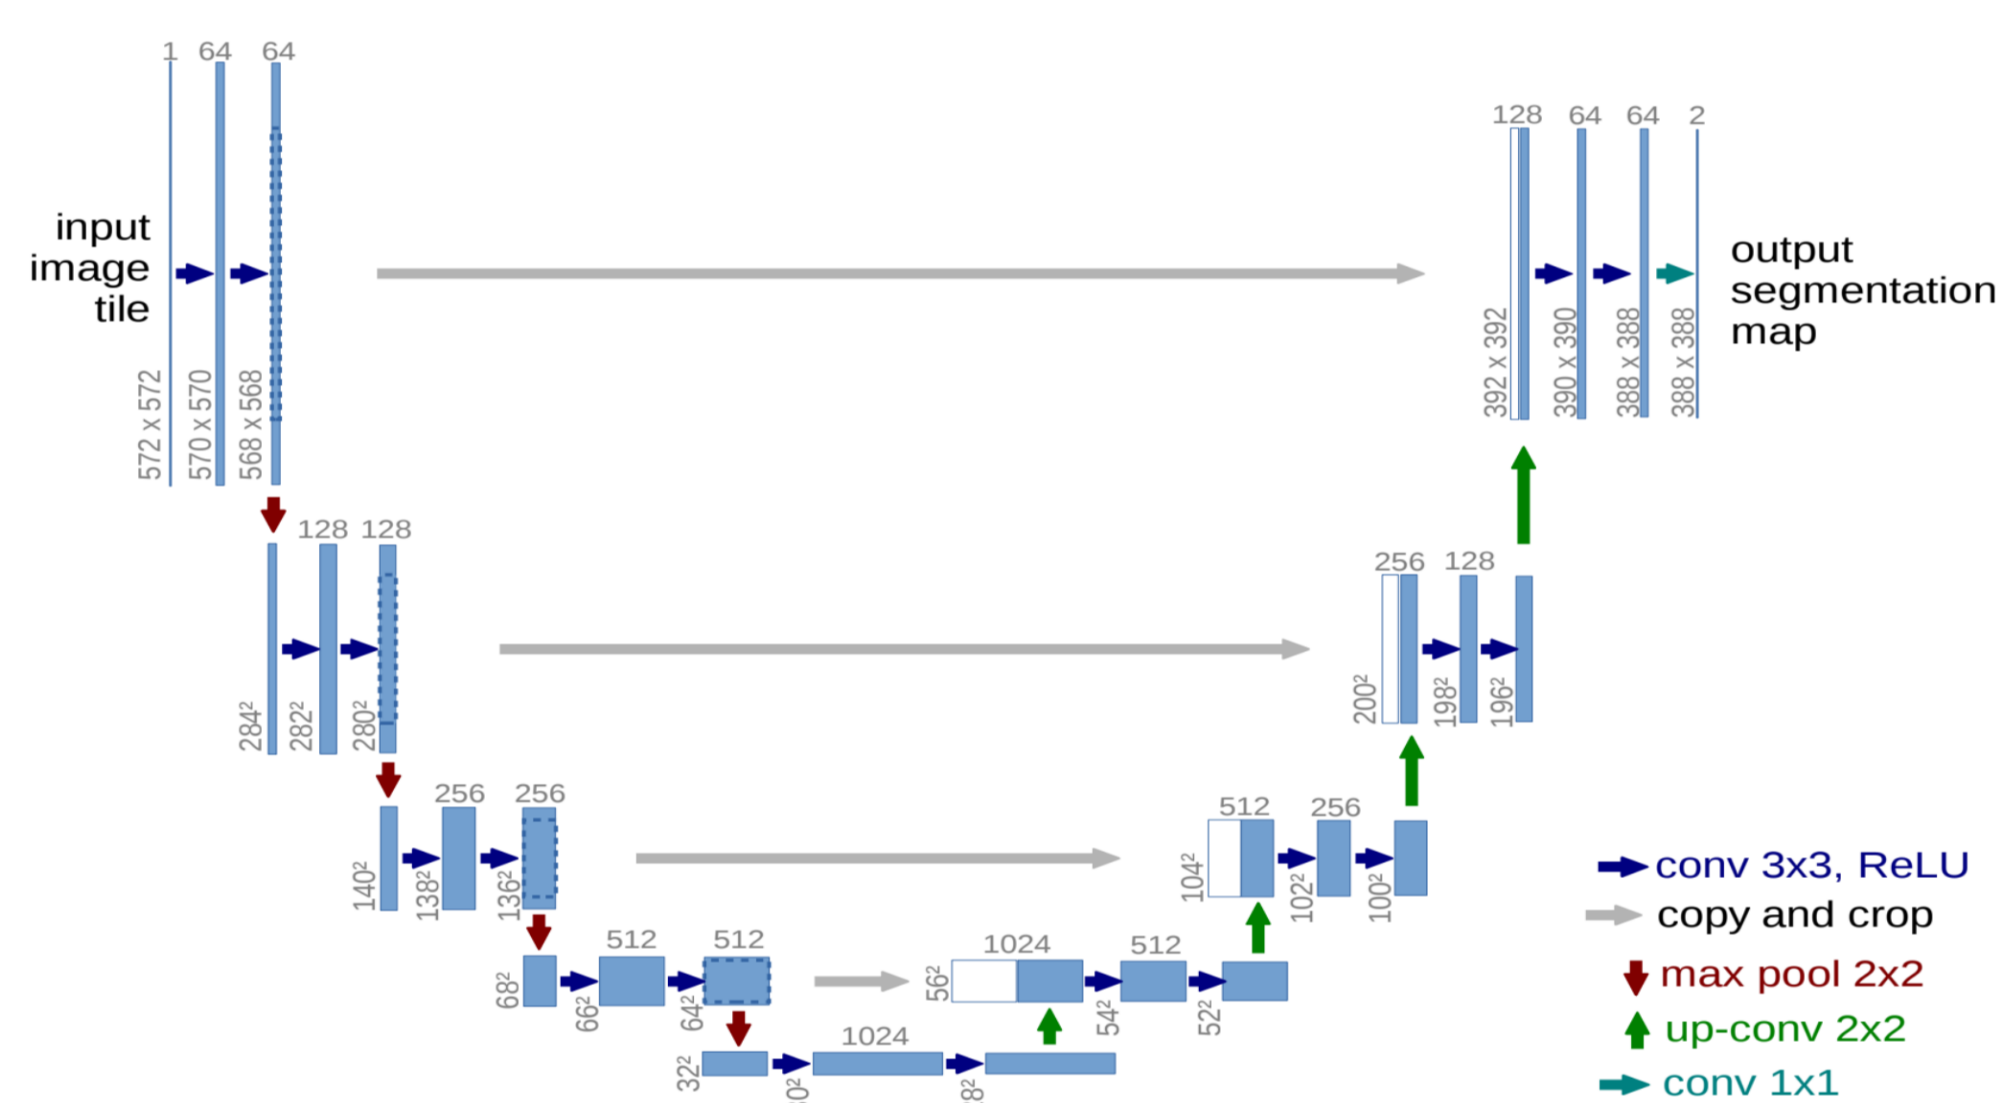 1 64 64
128 64 64 2
input
image
tile
output
segmentation
map
572 x 572
570 x 570
568 x 568
392 x 392
390 x 390
388 x 388
388 x 388
128 128
256 128
284²
282²
280²
200²
198²
196²
256 256
512 256
140²
138²
136²
104²
102²
100²
512 512
1024 512
68²
66²
64²
56²
54²
52²
1024
32²
conv 3x3, ReLU
copy and crop
max pool 2x2
up-conv 2x2
conv 1x1